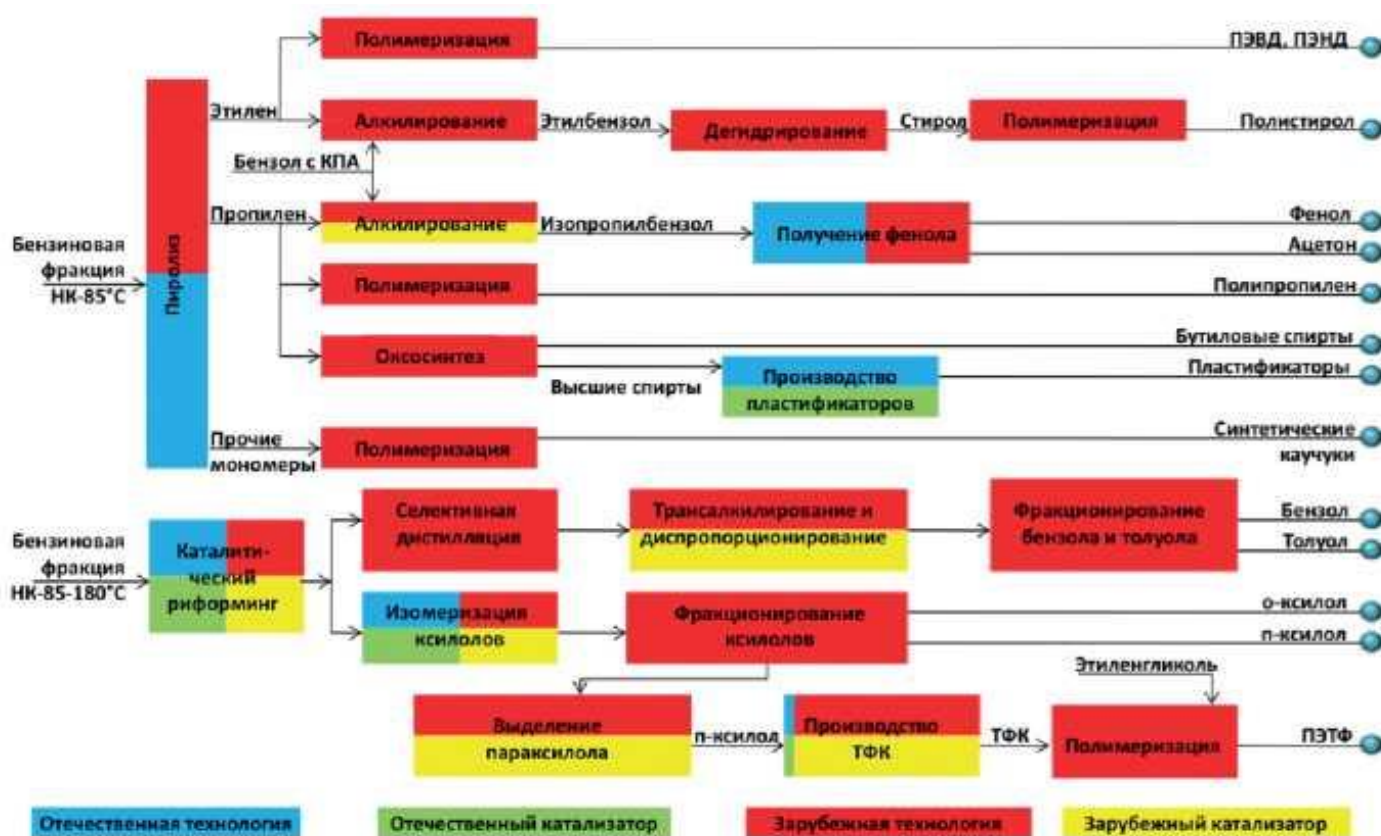 Полимеризация
ПЭВД, ПЭНД
Этилен
Алкилирование
Этилбензол
Дегидрирование
Стирол
Полимеризация
Полистирол
Бензол с КПА
Пропилен
Алкилирование
Изопропилбензол
Получение фенола
Фенол
Ацетон
Бензиновая
фракция
НК-85°С
Пиролиз
Полимеризация
Полипропилен
Оксосинтез
Бутиловые спирты
Высшие спирты
Производство
пластификаторов
Пластификаторы
Прочие
мономеры
Полимеризация
Синтетические
каучуки
Бензиновая
фракция
НК-85-180°С
Каталити-
ческий
риформинг
Селективная
дистилляция
Трансалкилирование и
диспропорционирование
Фракционирование
бензола и толуола
Бензол
Толуол
Изомеризация
ксилолов
Фракционирование
ксилолов
о-ксилол
п-ксилол
Этиленгликоль
Выделение
параксилола
п-ксилол
Производство
ТФК
ТФК
Полимеризация
ПЭТФ
Отечественная технология
Отечественный катализатор
Зарубежная технология
Зарубежный катализатор